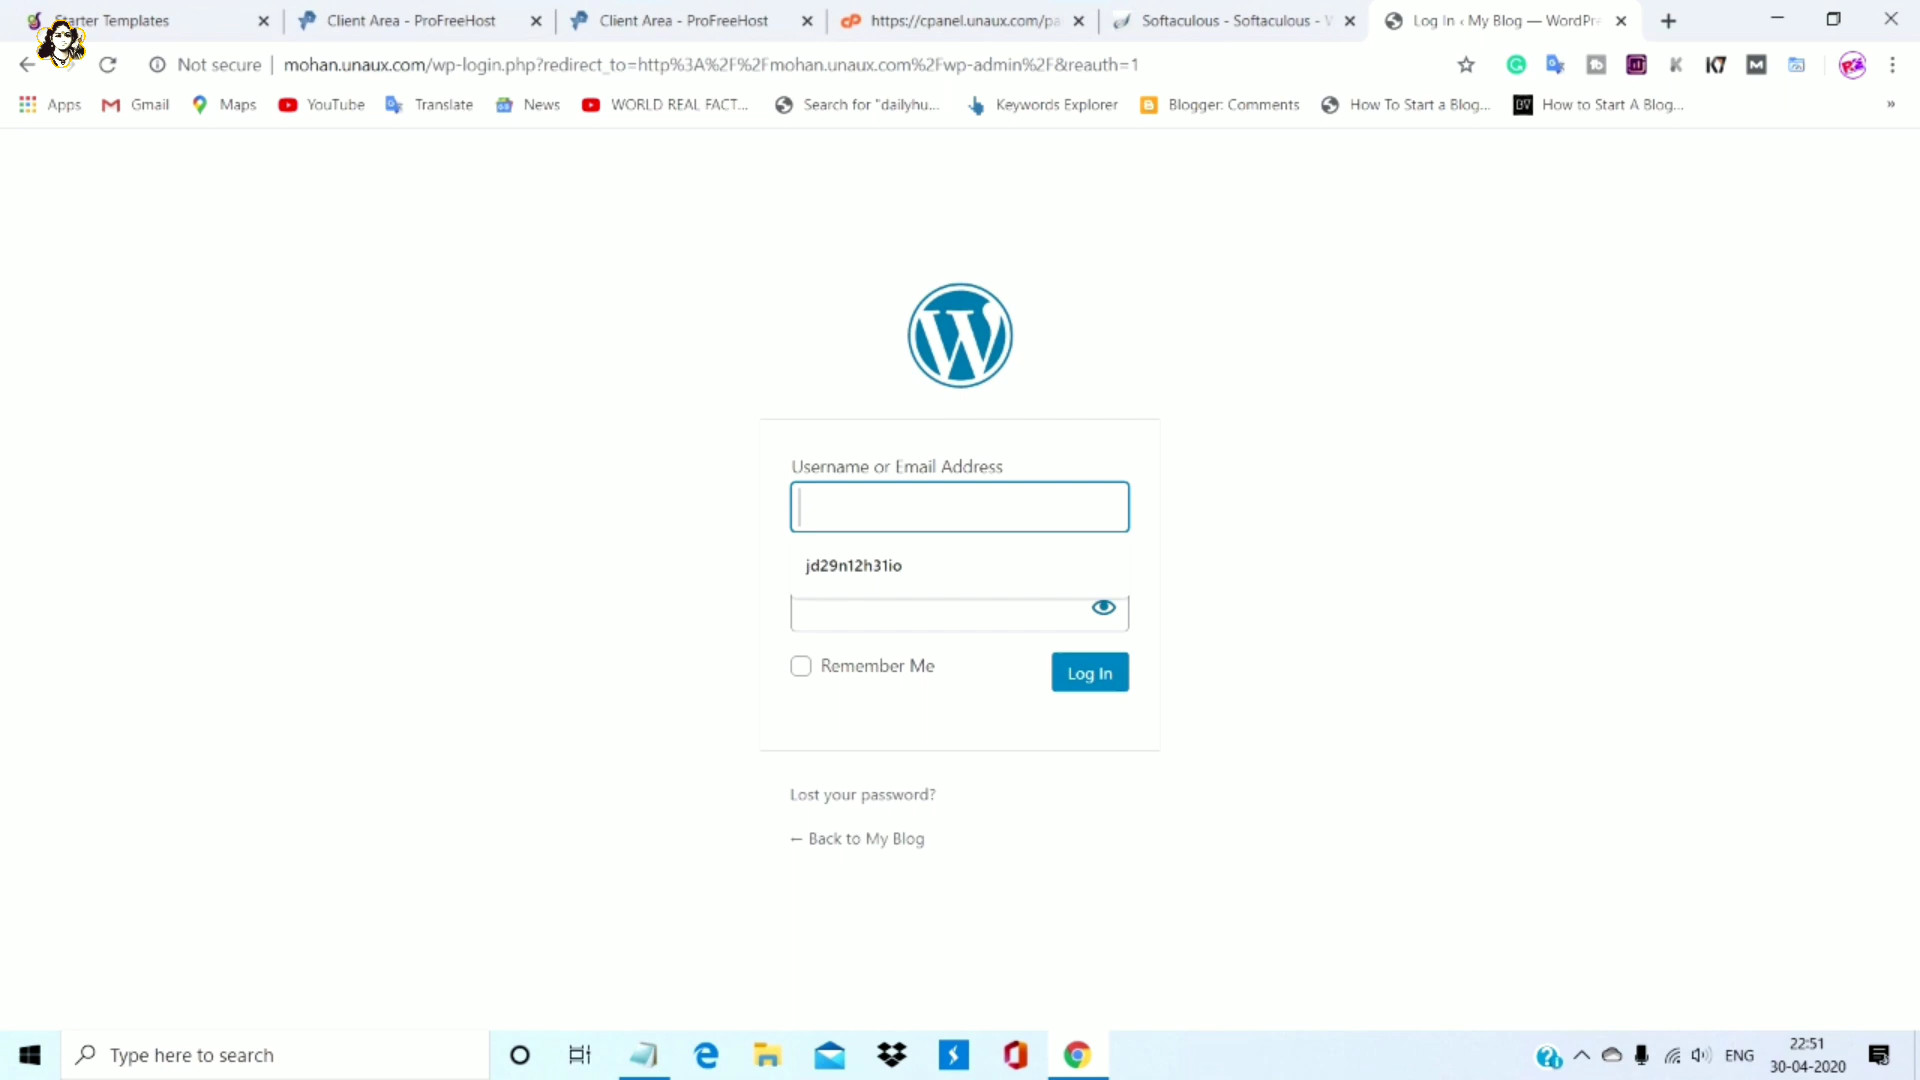 Starter Templates
Client Area - ProFreeHost
Client Area - ProFreeHost
https://cpanel.unaux.com/pa
Softaculous - Softaculous - W
Log In ‹ My Blog — WordPre
Not secure
mohan.unaux.com/wp-login.php?redirect_to=http%3A%2F%2Fmohan.unaux.com%2Fwp-admin%2F&reauth=1
Apps
Gmail
Maps
YouTube
Translate
News
WORLD REAL FACT...
Search for "dailyhu...
Keywords Explorer
Blogger: Comments
How To Start a Blog...
How to Start A Blog...
»
Username or Email Address
jd29n12h31io
Remember Me
Log In
Lost your password?
← Back to My Blog
Type here to search
ENG
22:51
30-04-2020